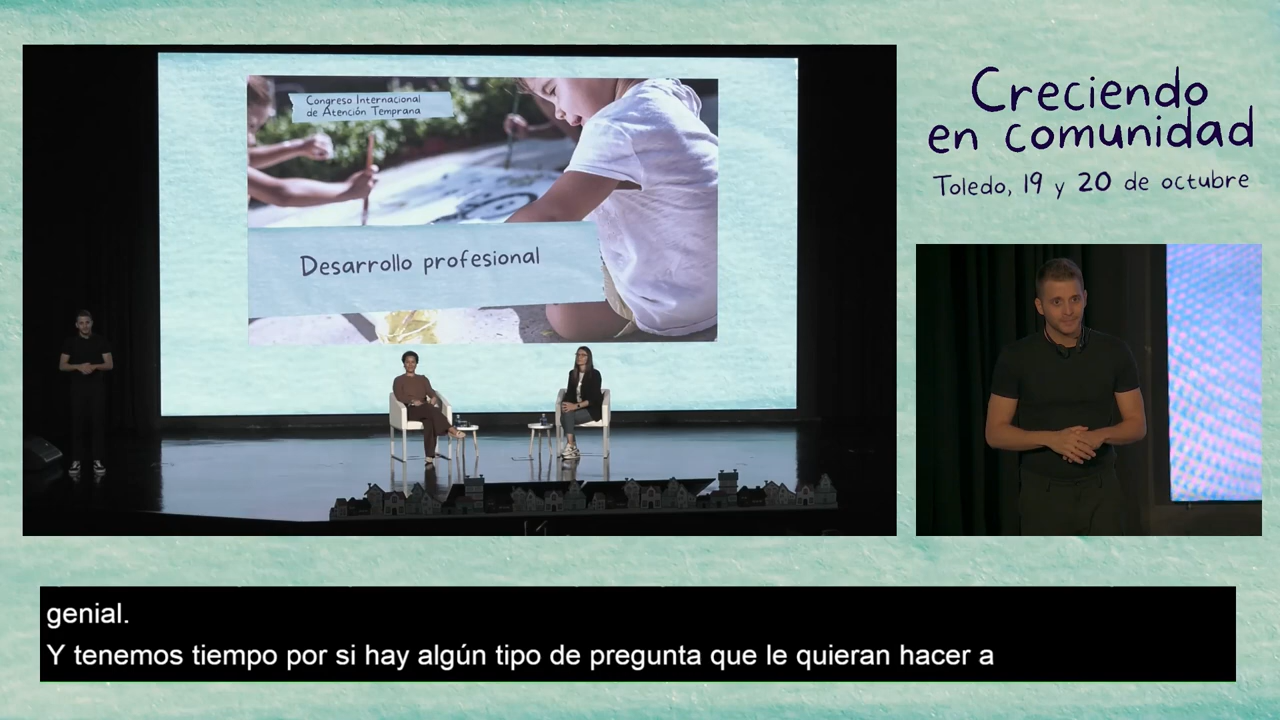 Congreso Internacional
de Atención Temprana
Desarrollo profesional
Creciendo
en comunidad
Toledo, 19 y 20 de octubre
genial.
Y tenemos tiempo por si hay algún tipo de pregunta que le quieran hacer a